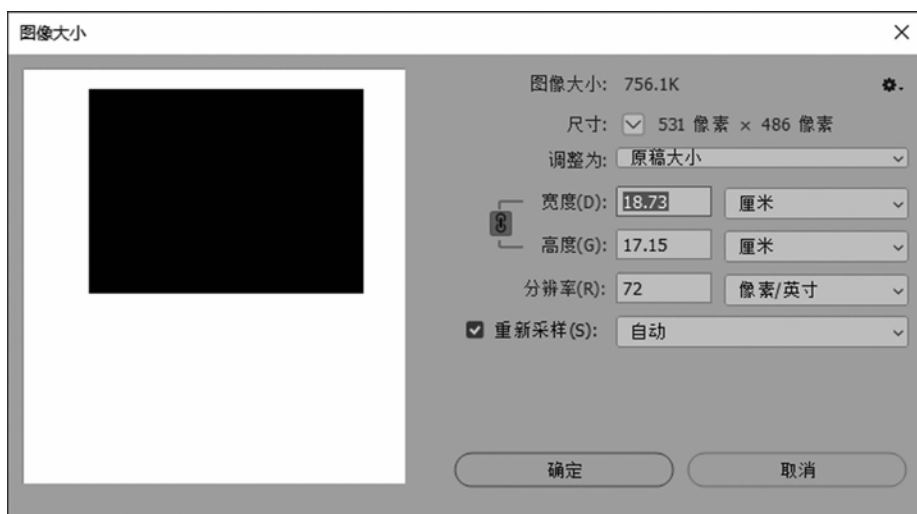 图像大小
图像大小: 756.1K
尺寸: 531 像素 × 486 像素
调整为: 原稿大小
宽度(D): 18.73 厘米
高度(G): 17.15 厘米
分辨率(R): 72 像素/英寸
重新采样(S): 自动
确定 取消